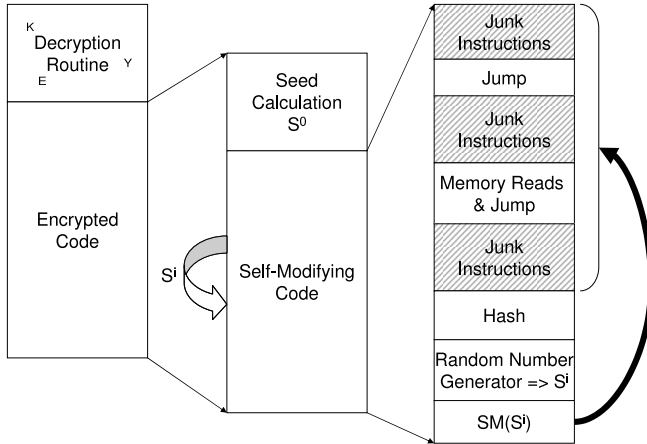 K
Decryption
Routine
Y
E
Encrypted
Code
Seed
Calculation
S⁰
Sⁱ
Self-Modifying
Code
Junk
Instructions
Jump
Junk
Instructions
Memory Reads
& Jump
Junk
Instructions
Hash
Random Number
Generator => Sⁱ
SM(Sⁱ)